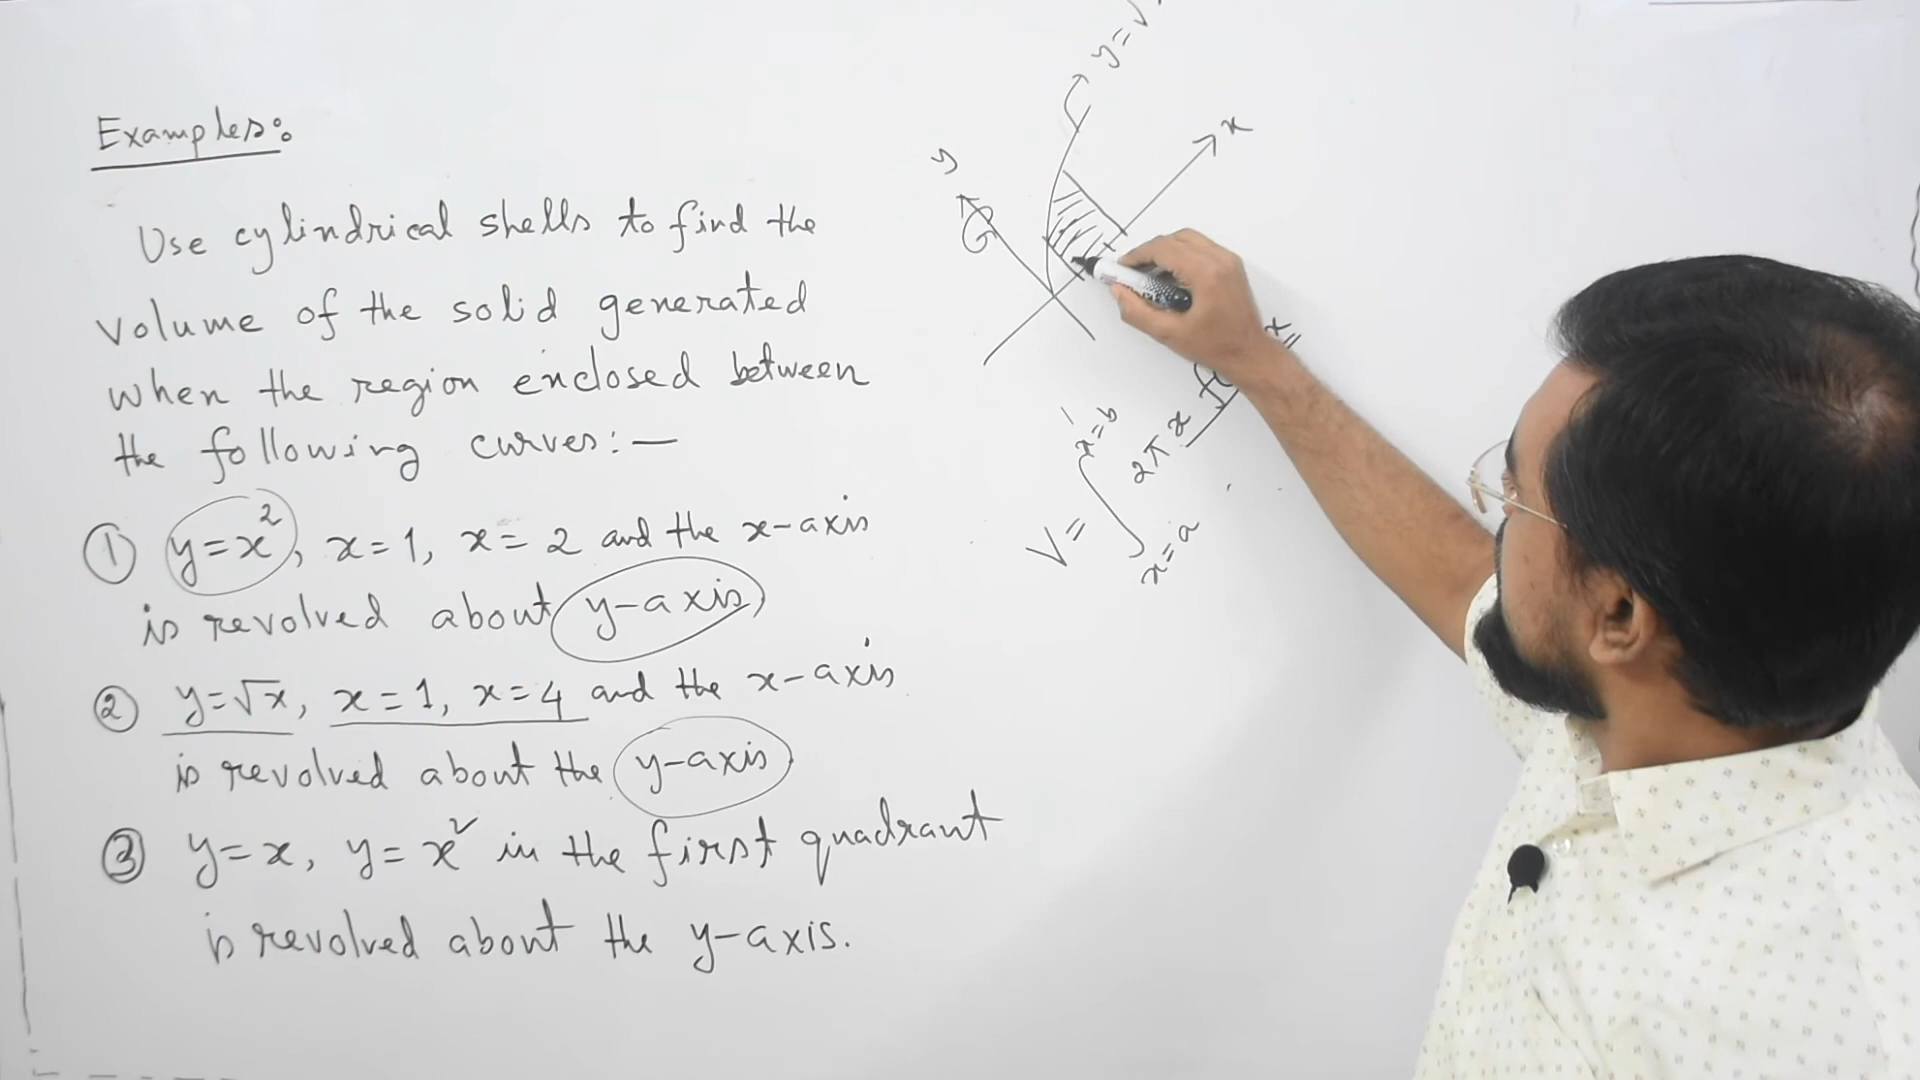 Examples:
Use cylindrical shells to find the
volume of the solid generated
when the region enclosed between
the following curves:—
① y=x², x=1, x=2 and the x-axis
is revolved about y-axis
② y=√x, x=1, x=4 and the x-axis
is revolved about the y-axis
③ y=x, y=x² in the first quadrant
is revolved about the y-axis.
y=√
x
y
x=b
V= ∫ 2πx
x=a